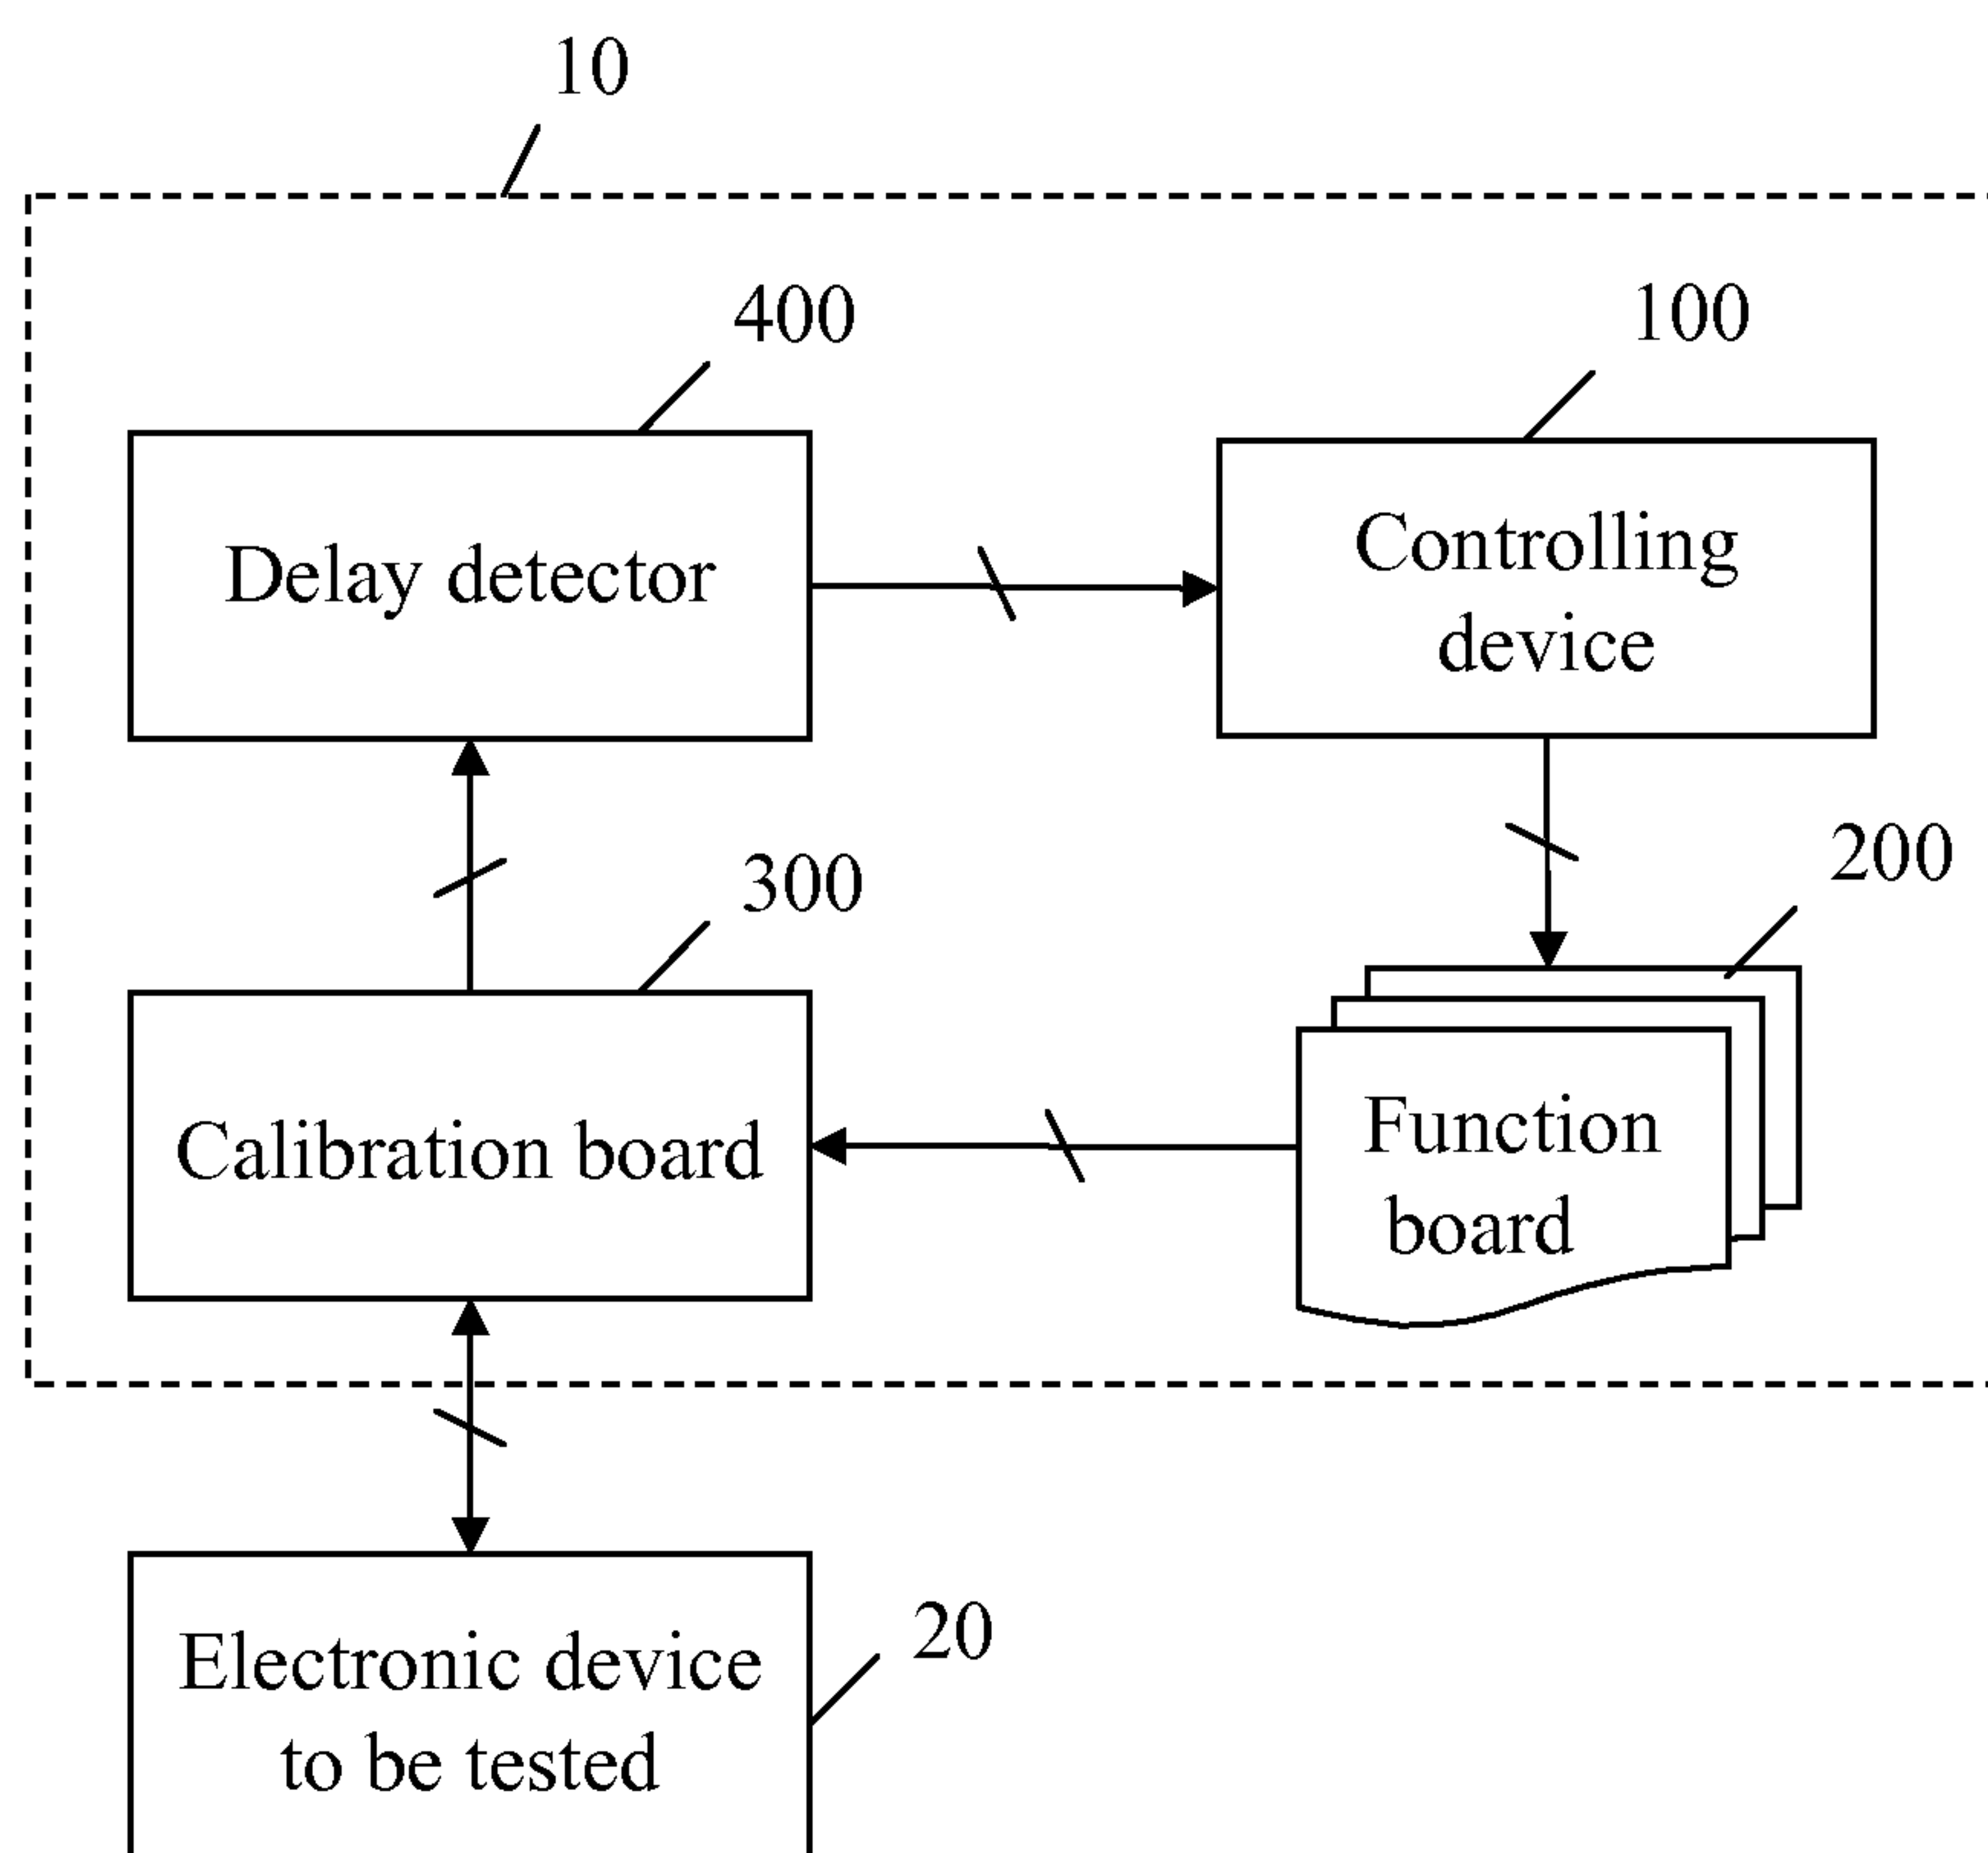 10
400
100
Delay detector
Controlling
device
300
200
Calibration board
Function
board
20
Electronic device
to be tested